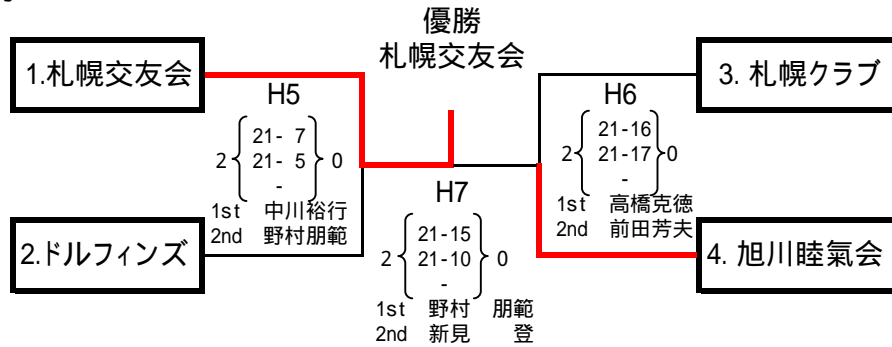 優勝
札幌交友会
1.札幌交友会
3. 札幌クラブ
H5
21- 7
2 21- 5 0
-
1st 中川裕行
2nd 野村朋範
H6
21-16
2 21-17 0
-
1st 高橋克徳
2nd 前田芳夫
2.ドルフィンズ
4. 旭川睦氣会
H7
21-15
2 21-10 0
-
1st 野村 朋範
2nd 新見 登